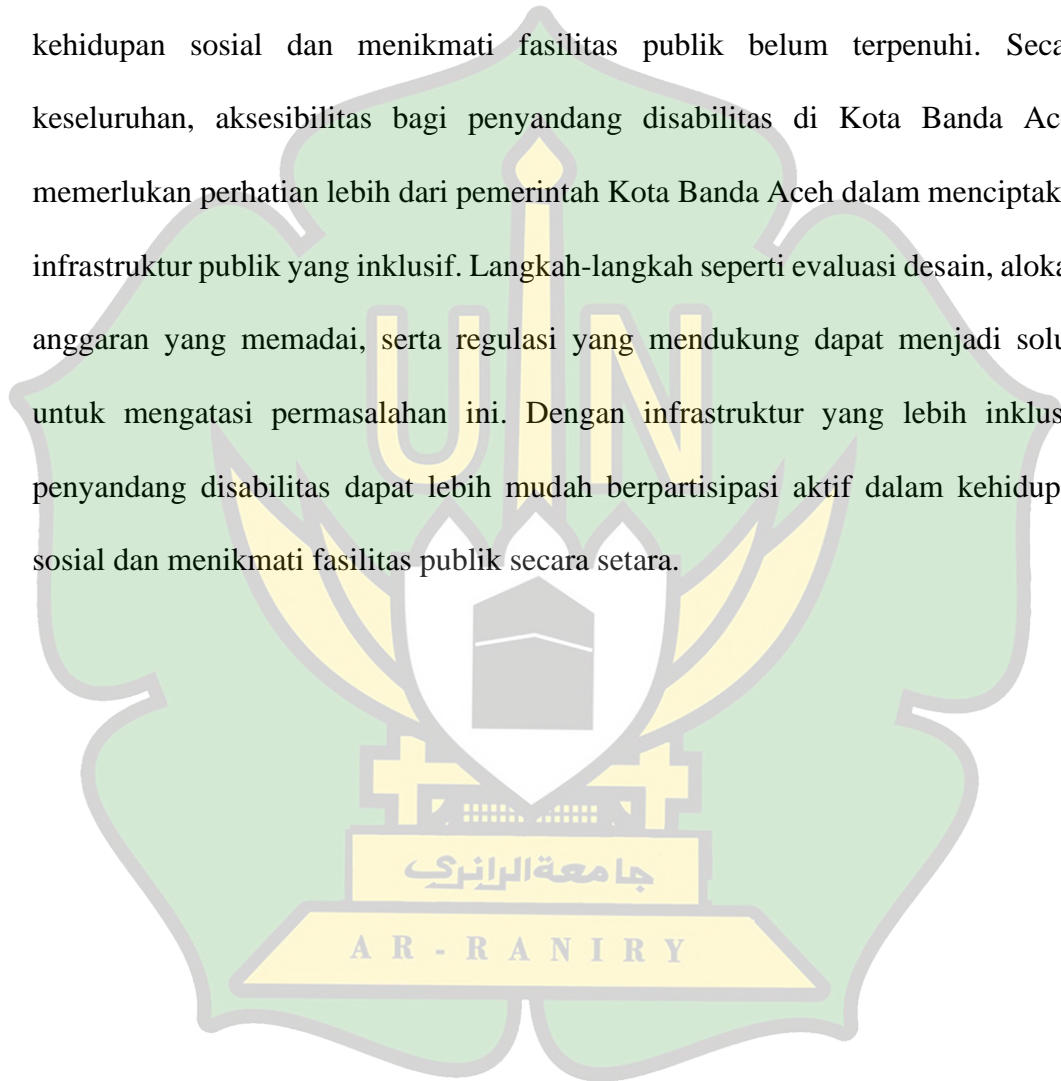 kehidupan sosial dan menikmati fasilitas publik belum terpenuhi. Seca
keseluruhan, aksesibilitas bagi penyandang disabilitas di Kota Banda Ac
memerlukan perhatian lebih dari pemerintah Kota Banda Aceh dalam menciptak
infrastruktur publik yang inklusif. Langkah-langkah seperti evaluasi desain, aloka
anggaran yang memadai, serta regulasi yang mendukung dapat menjadi solu
untuk mengatasi permasalahan ini. Dengan infrastruktur yang lebih inklus
penyandang disabilitas dapat lebih mudah berpartisipasi aktif dalam kehidup
sosial dan menikmati fasilitas publik secara setara.
UIN
جامعةالرانري
AR-RANIRY